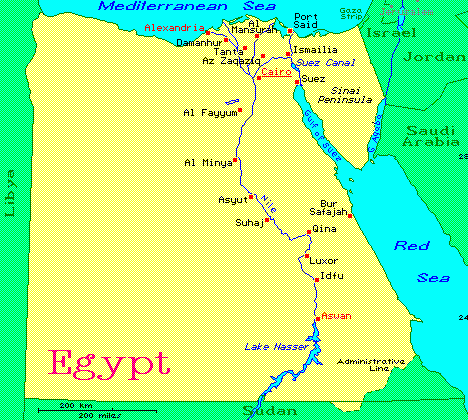 Mediterranean Sea
Gaza
Strip
Jerusalem
Alexandria
Al
Mansurah
Port
Said
Israel
Damanhur
Tanta
Ismailia
Az Zaqaziq
Suez Canal
Jordan
Cairo
Suez
Sinai
Peninsula
Al Fayyum
Gulf of Suez
G Aqaba
Saudi
Arabia
28
Al Minya
Libya
Asyut
Nile
Bur
Safajah
Suhaj
Qina
Red
Sea
Luxor
Idfu
Aswan
24
Lake Nasser
Egypt
Administrative
Line
200 km
200 miles
Sudan